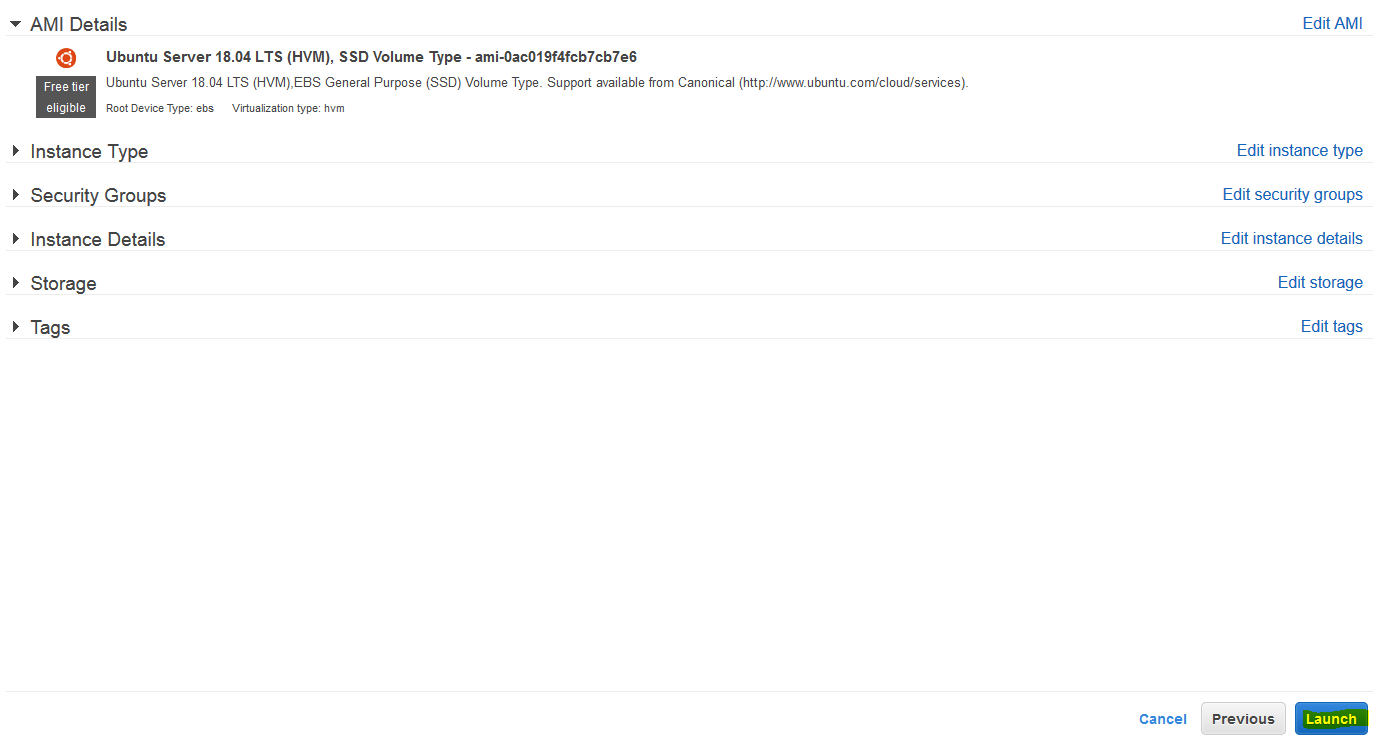 AMI Details Edit AMI
Ubuntu Server 18.04 LTS (HVM), SSD Volume Type - ami-0ac019f4fcb7cb7e6
Free tier eligible
Ubuntu Server 18.04 LTS (HVM),EBS General Purpose (SSD) Volume Type. Support available from Canonical (http://www.ubuntu.com/cloud/services).
Root Device Type: ebs Virtualization type: hvm
Instance Type Edit instance type
Security Groups Edit security groups
Instance Details Edit instance details
Storage Edit storage
Tags Edit tags
Cancel Previous Launch